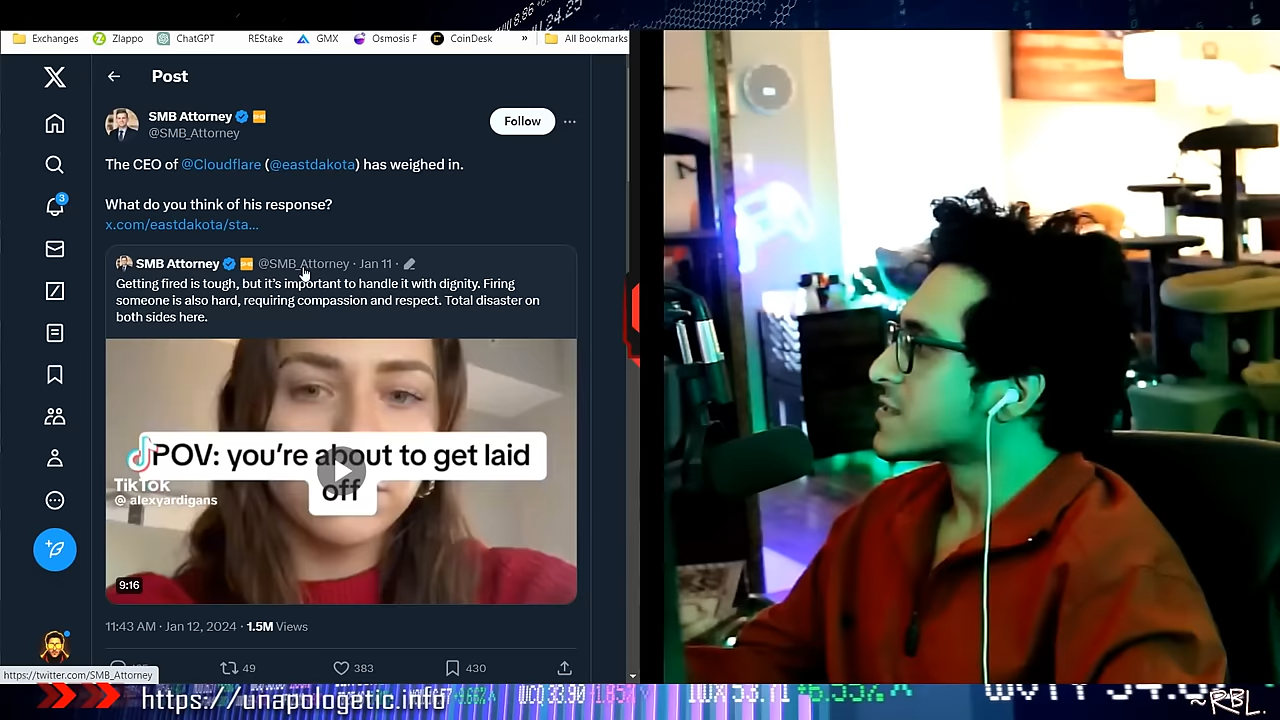 8.86
24.25
Exchanges
Zlappo
ChatGPT
REStake
GMX
Osmosis F
CoinDesk
»
All Bookmarks
Post
SMB Attorney
@SMB_Attorney
Follow
The CEO of @Cloudflare (@eastdakota) has weighed in.
What do you think of his response?
x.com/eastdakota/sta...
SMB Attorney @SMB_Attorney · Jan 11 ·
Getting fired is tough, but it's important to handle it with dignity. Firing
someone is also hard, requiring compassion and respect. Total disaster on
both sides here.
POV: you're about to get laid
off
TikTok
@ alexyardigans
9:16
11:43 AM · Jan 12, 2024 · 1.5M Views
49
383
430
3
https://twitter.com/SMB_Attorney
https://unapologetic.info
~RBL.